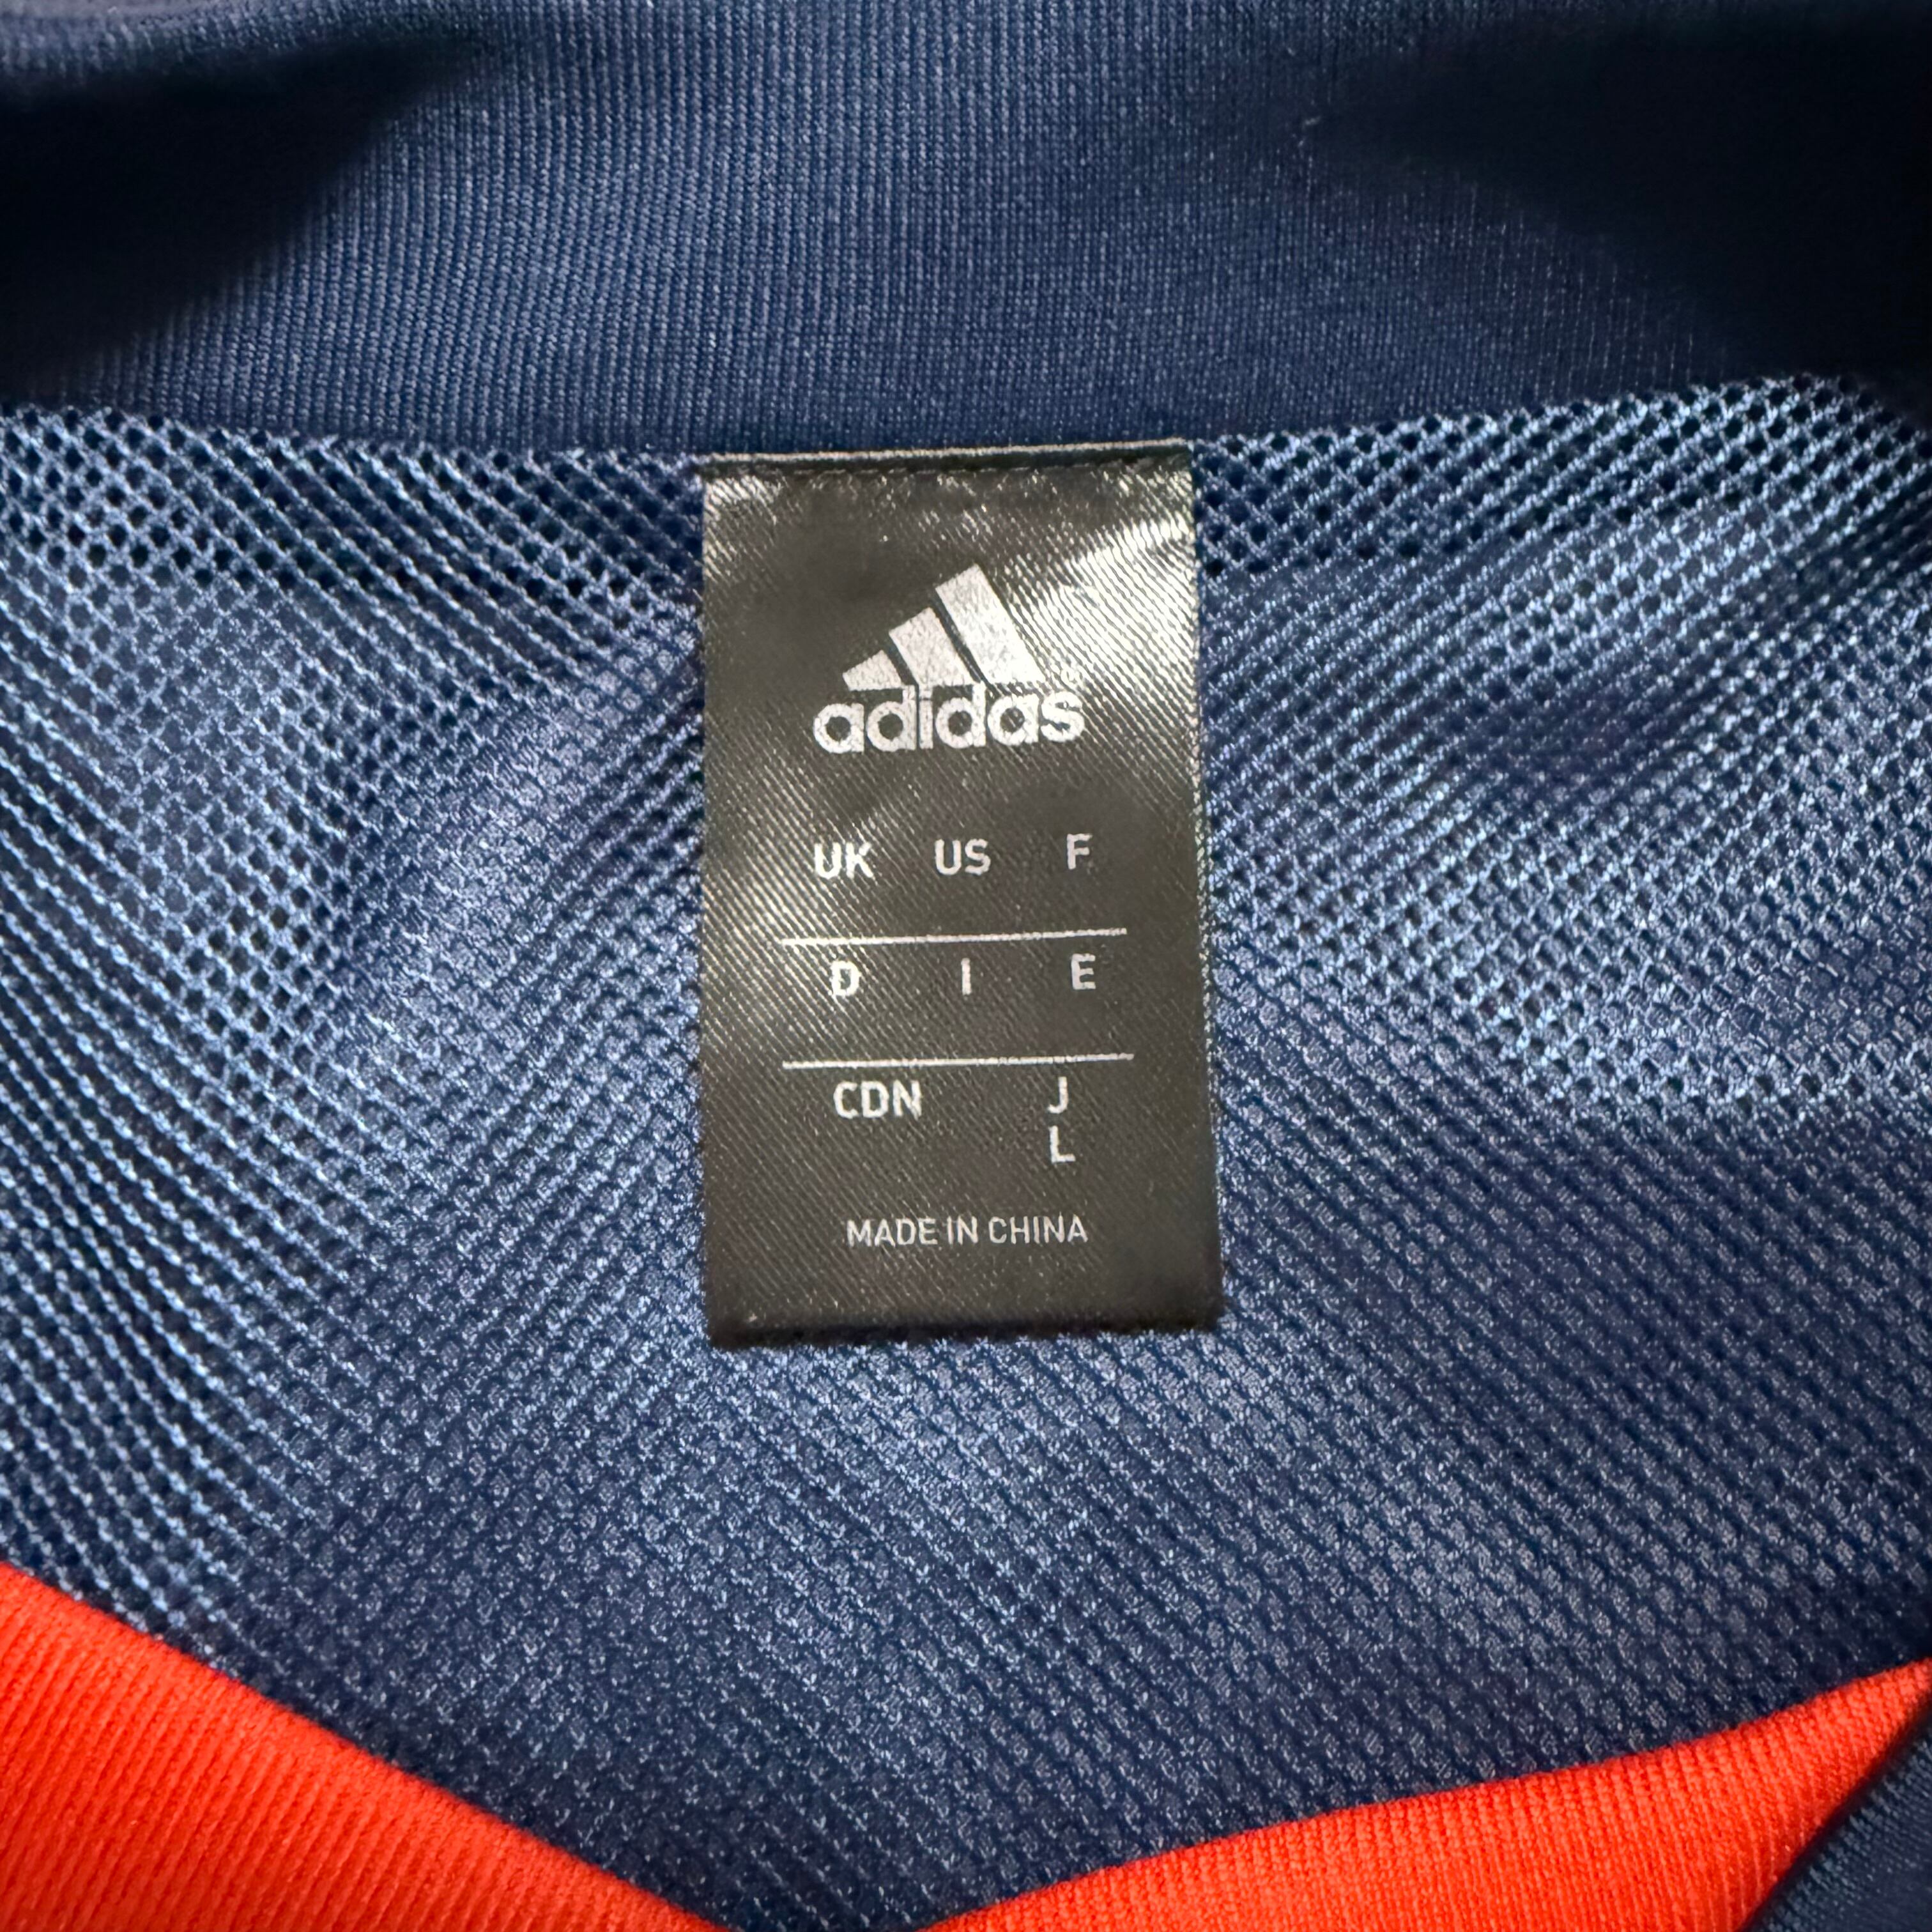 adidas®
UK US F
D I E
CDN J
L
MADE IN CHINA